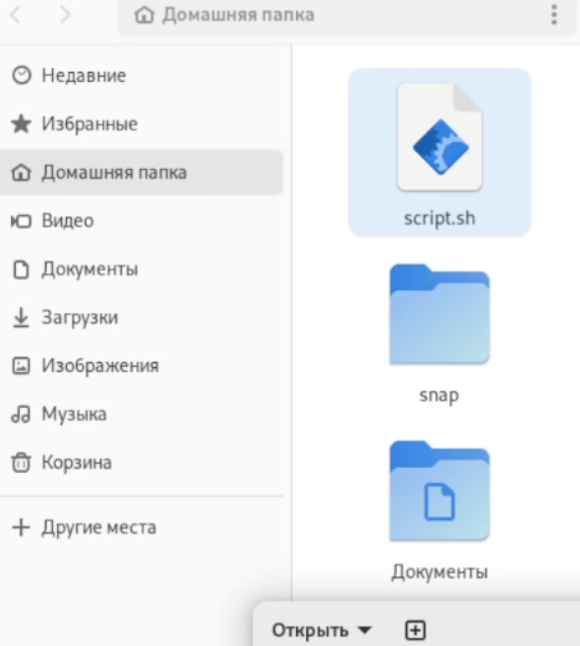 Домашняя папка
Недавние
Избранные
Домашняя папка
Видео
Документы
Загрузки
Изображения
Музыка
Корзина
Другие места
script.sh
snap
Документы
Открыть